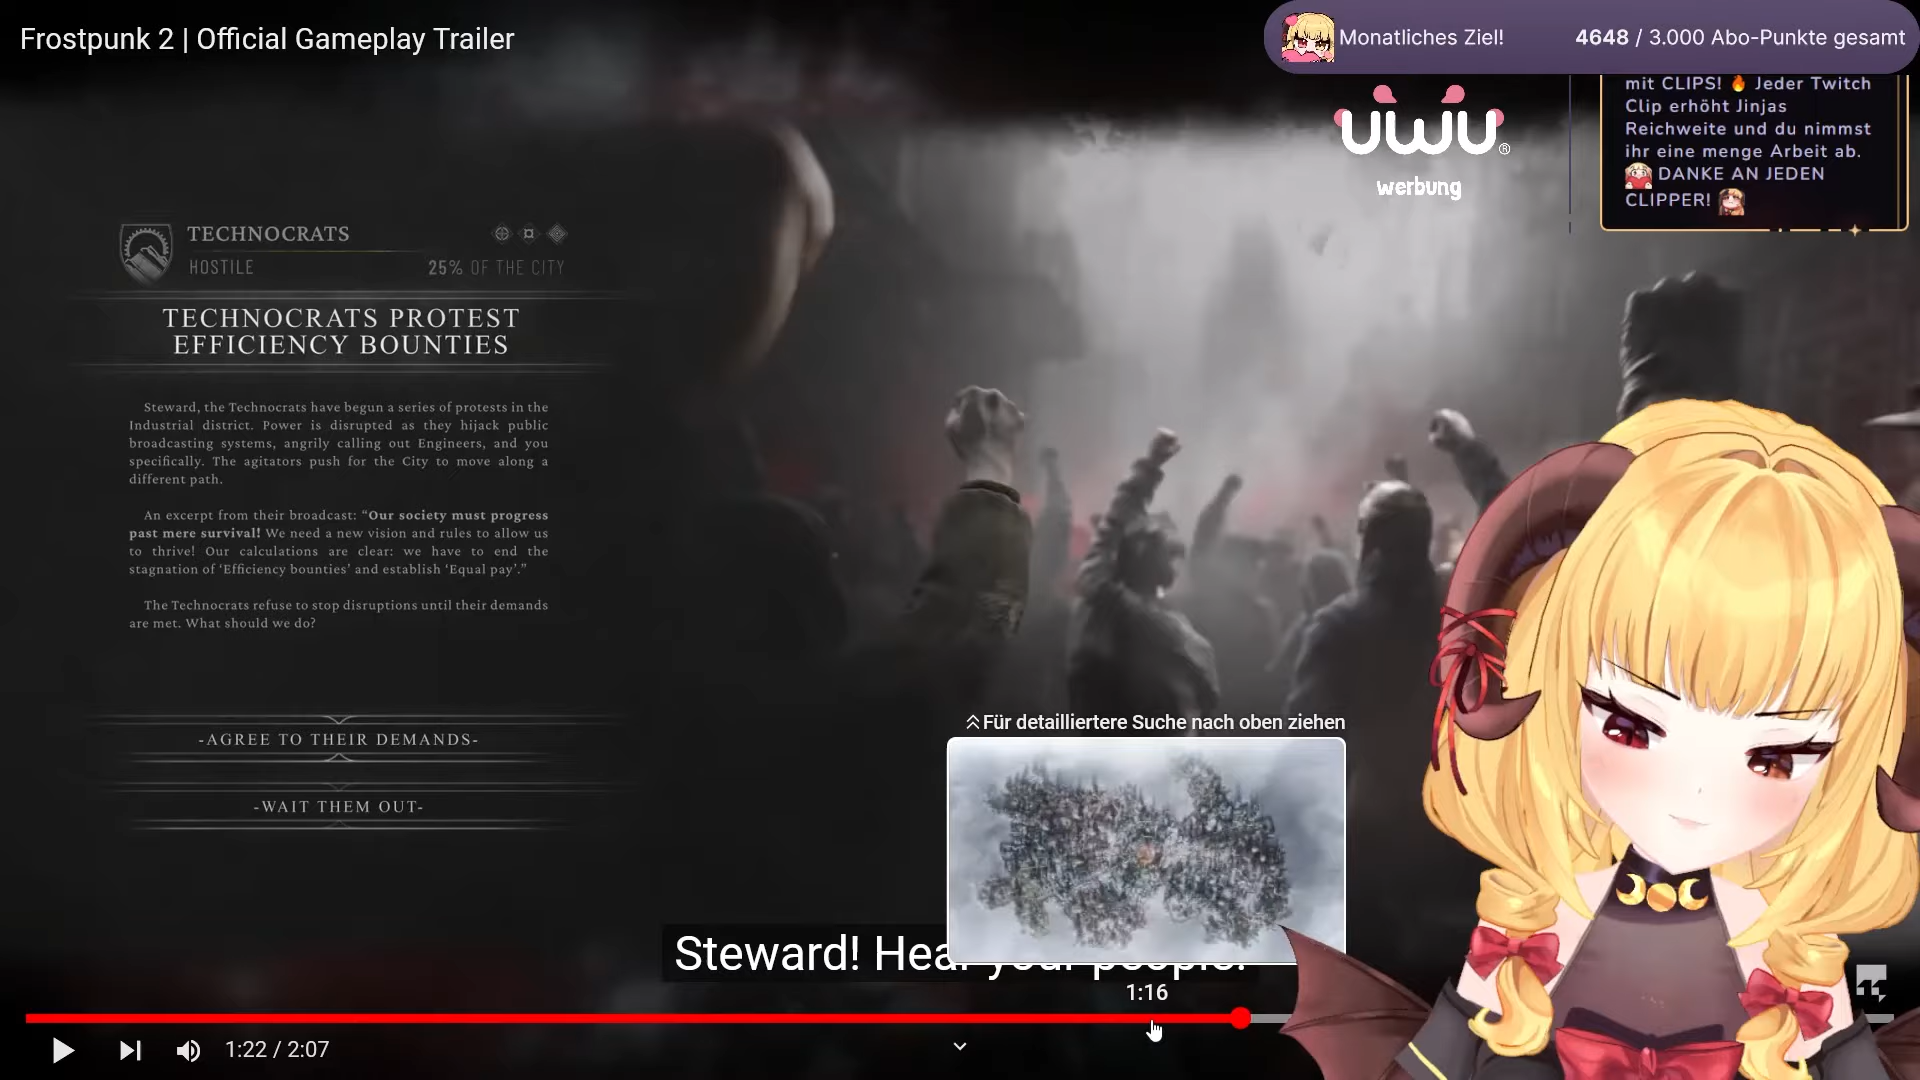 Frostpunk 2 | Official Gameplay Trailer
Monatliches Ziel!
4648 / 3.000 Abo-Punkte gesamt
mit CLIPS! 🔥 Jeder Twitch
Clip erhöht Jinjas
Reichweite und du nimmst
ihr eine menge Arbeit ab.
DANKE AN JEDEN
CLIPPER!
UWU®
werbung
TECHNOCRATS
HOSTILE
25% OF THE CITY
TECHNOCRATS PROTEST
EFFICIENCY BOUNTIES
Steward, the Technocrats have begun a series of protests in the
Industrial district. Power is disrupted as they hijack public
broadcasting systems, angrily calling out Engineers, and you
specifically. The agitators push for the City to move along a
different path.
An excerpt from their broadcast: “Our society must progress
past mere survival! We need a new vision and rules to allow us
to thrive! Our calculations are clear: we have to end the
stagnation of ‘Efficiency bounties’ and establish ‘Equal pay’.”
The Technocrats refuse to stop disruptions until their demands
are met. What should we do?
-AGREE TO THEIR DEMANDS-
-WAIT THEM OUT-
Für detailliertere Suche nach oben ziehen
Steward! Hear your people!
1:16
1:22 / 2:07